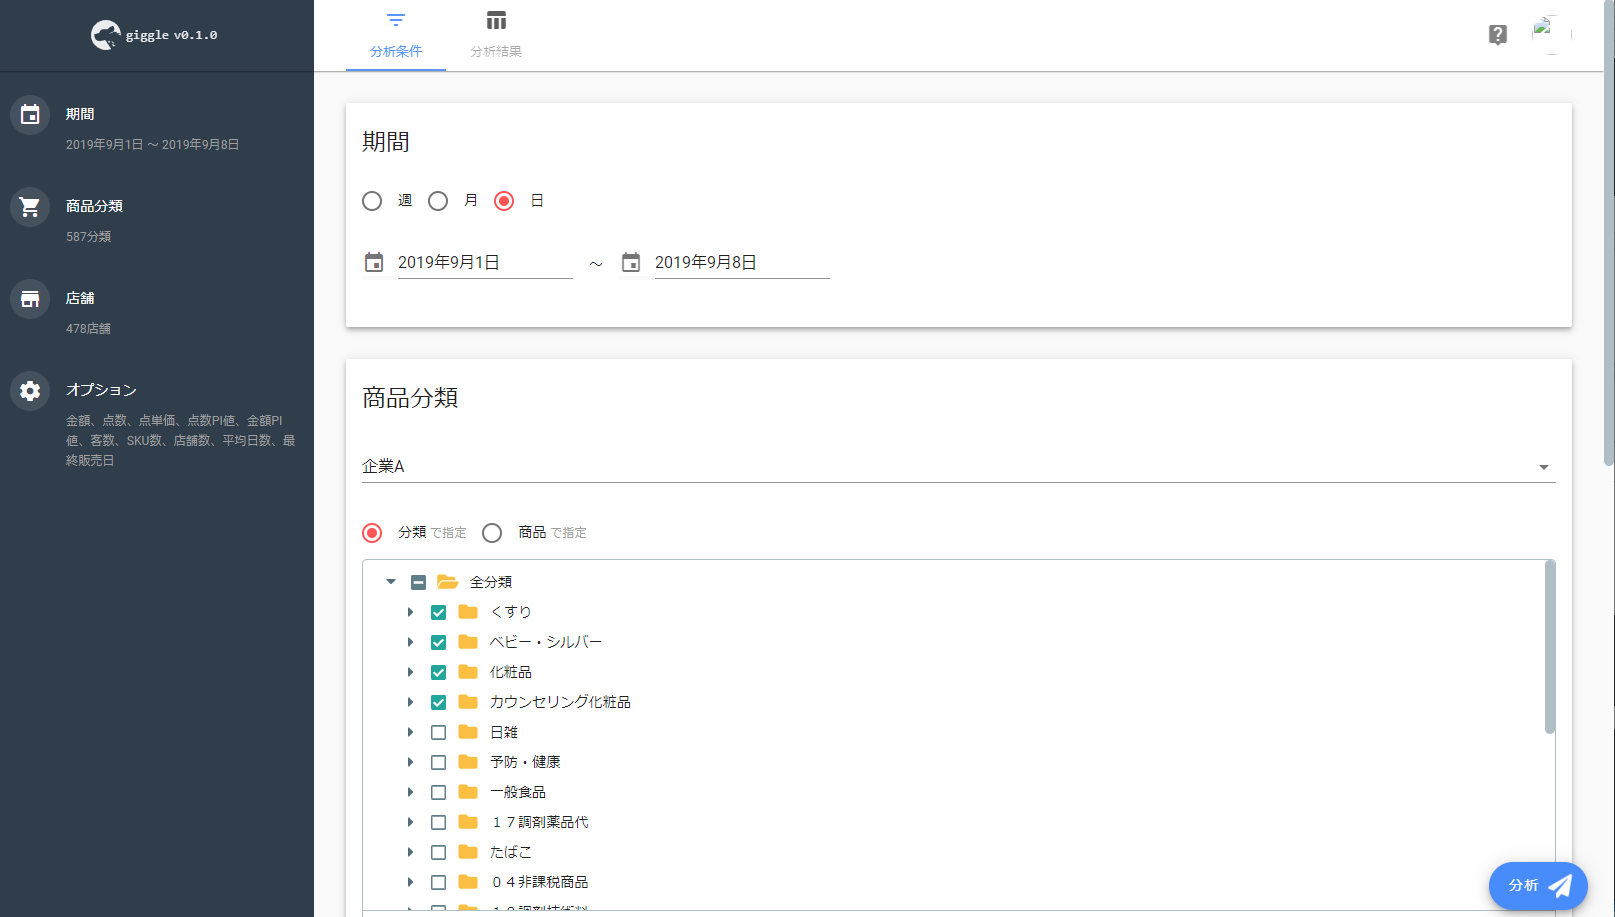 giggle v0.1.0
分析条件
分析結果
期間
2019年9月1日 ～ 2019年9月8日
商品分類
587分類
店舗
478店舗
オプション
金額、点数、点単価、点数PI値、金額PI
値、客数、SKU数、店舗数、平均日数、最
終販売日
期間
週 月 日
2019年9月1日 ～ 2019年9月8日
商品分類
企業A
分類 で指定 商品 で指定
全分類
くすり
ベビー・シルバー
化粧品
カウンセリング化粧品
日雑
予防・健康
一般食品
１７調剤薬品代
たばこ
０４非課税商品
分析